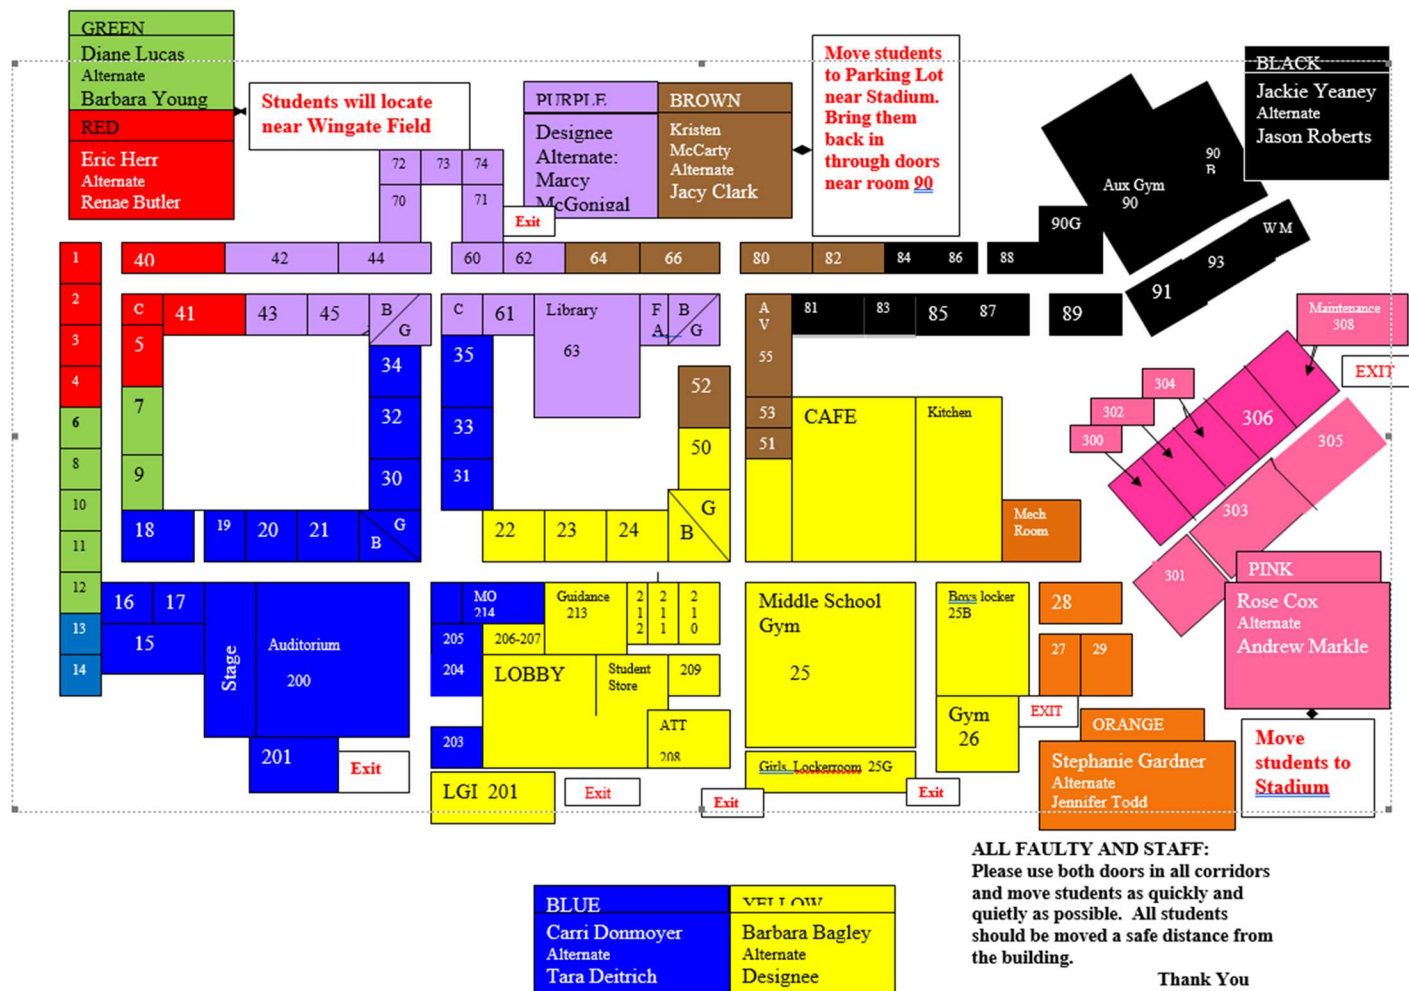 GREEN
Diane Lucas
Alternate
Barbara Young
RED
Eric Herr
Alternate
Renae Butler
Students will locate
near Wingate Field
PURPLE
Designee
Alternate:
Marcy
McGonigal
BROWN
Kristen
McCarty
Alternate
Jacy Clark
Move students
to Parking Lot
near Stadium.
Bring them
back in
through doors
near room 90
BLACK
Jackie Yeaney
Alternate
Jason Roberts
72 73 74
70 71
Exit
90
B
Aux Gym
90
90G
WM
93
91
1
2
3
4
6
8
10
11
12
13
14
40 42 44
60 62 64 66
80 82 84 86 88
C 41 43 45 B
G
5
7
9
34
32
30
18 19 20 21 G
B
C 61 Library
63
F
A
B
G
35
33
31
52
50
G
B
22 23 24
A
V
55
53
51
81 83 85 87 89
CAFE
Kitchen
Mech
Room
Maintenance
308
EXIT
304
302
300
306
305
303
301
PINK
Rose Cox
Alternate
Andrew Markle
16 17
15
Stage
Auditorium
200
201
Exit
MO
214
Guidance
213
2
1
2
2
1
1
2
1
0
205 206-207
204
LOBBY
Student
Store
209
203
ATT
208
LGI 201
Exit
Middle School
Gym
25
Girls Lockerroom 25G
Exit
Exit
Boys locker
25B
Gym
26
EXIT
28
27 29
ORANGE
Stephanie Gardner
Alternate
Jennifer Todd
Move
students to
Stadium
ALL FAULTY AND STAFF:
Please use both doors in all corridors
and move students as quickly and
quietly as possible. All students
should be moved a safe distance from
the building.
Thank You
BLUE
Carri Donmoyer
Alternate
Tara Deitrich
YELLOW
Barbara Bagley
Alternate
Designee